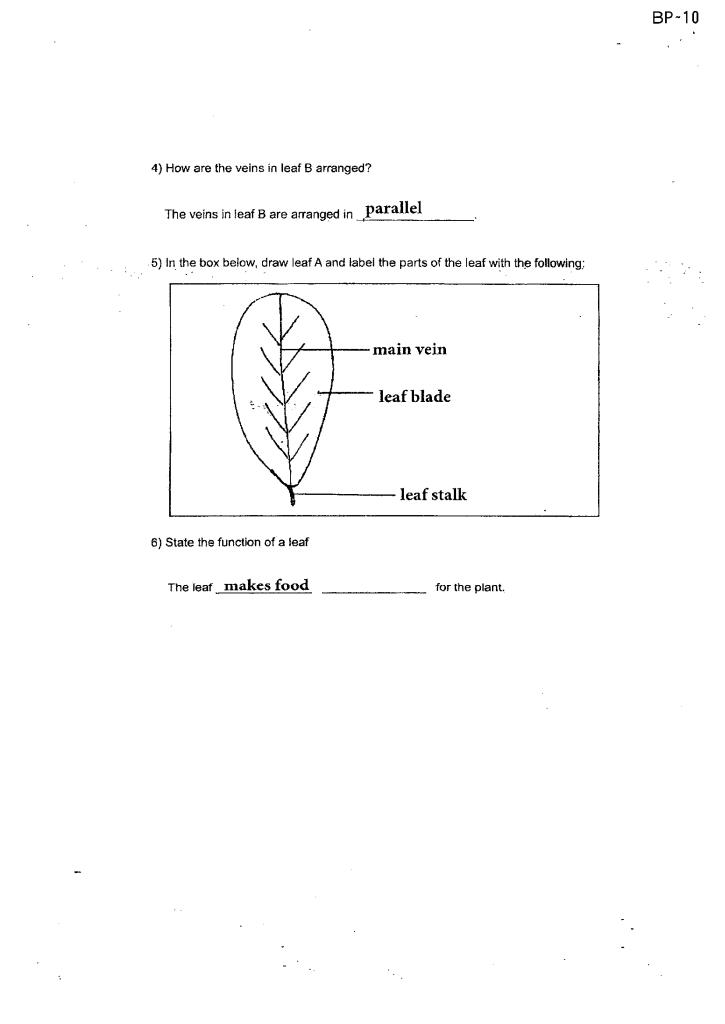 BP-10
4) How are the veins in leaf B arranged?
The veins in leaf B are arranged in parallel.
5) In the box below, draw leaf A and label the parts of the leaf with the following;
main vein
leaf blade
leaf stalk
6) State the function of a leaf
The leaf makes food for the plant.